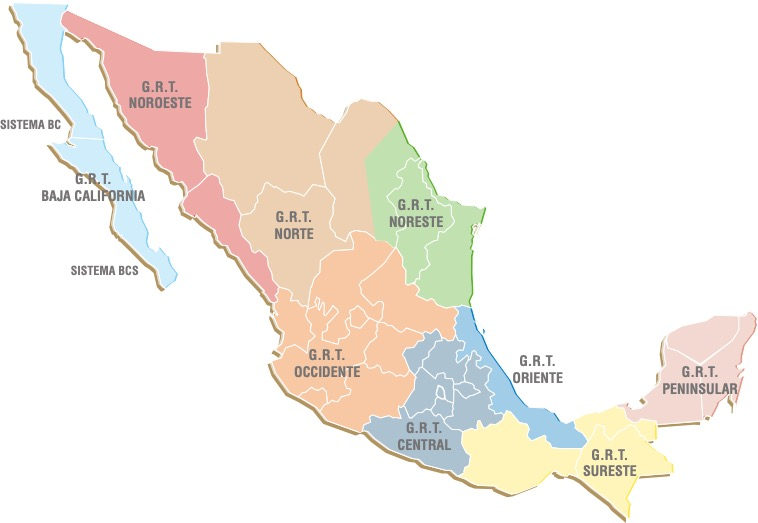 G.R.T.
NOROESTE
SISTEMA BC
G.R.T.
BAJA CALIFORNIA
SISTEMA BCS
G.R.T.
NORTE
G.R.T.
NORESTE
G.R.T.
OCCIDENTE
G.R.T.
ORIENTE
G.R.T.
PENINSULAR
G.R.T.
CENTRAL
G.R.T.
SURESTE